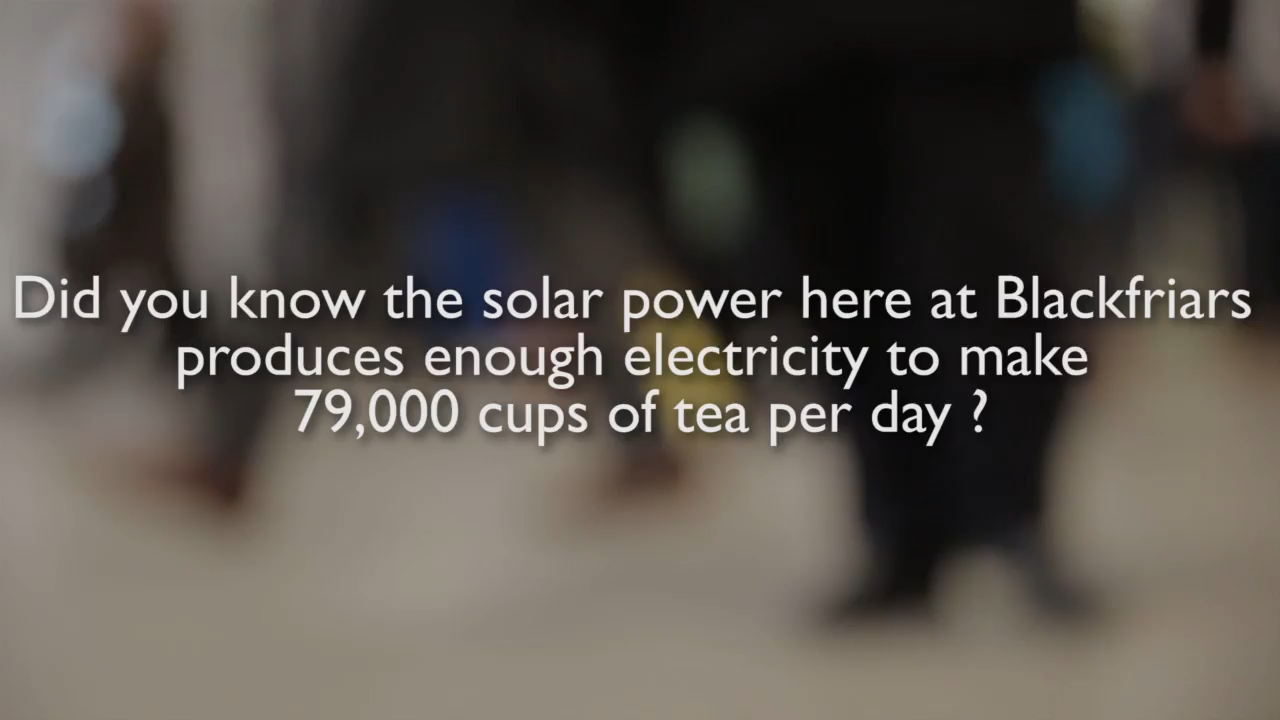 Did you know the solar power here at Blackfriars
produces enough electricity to make
79,000 cups of tea per day ?